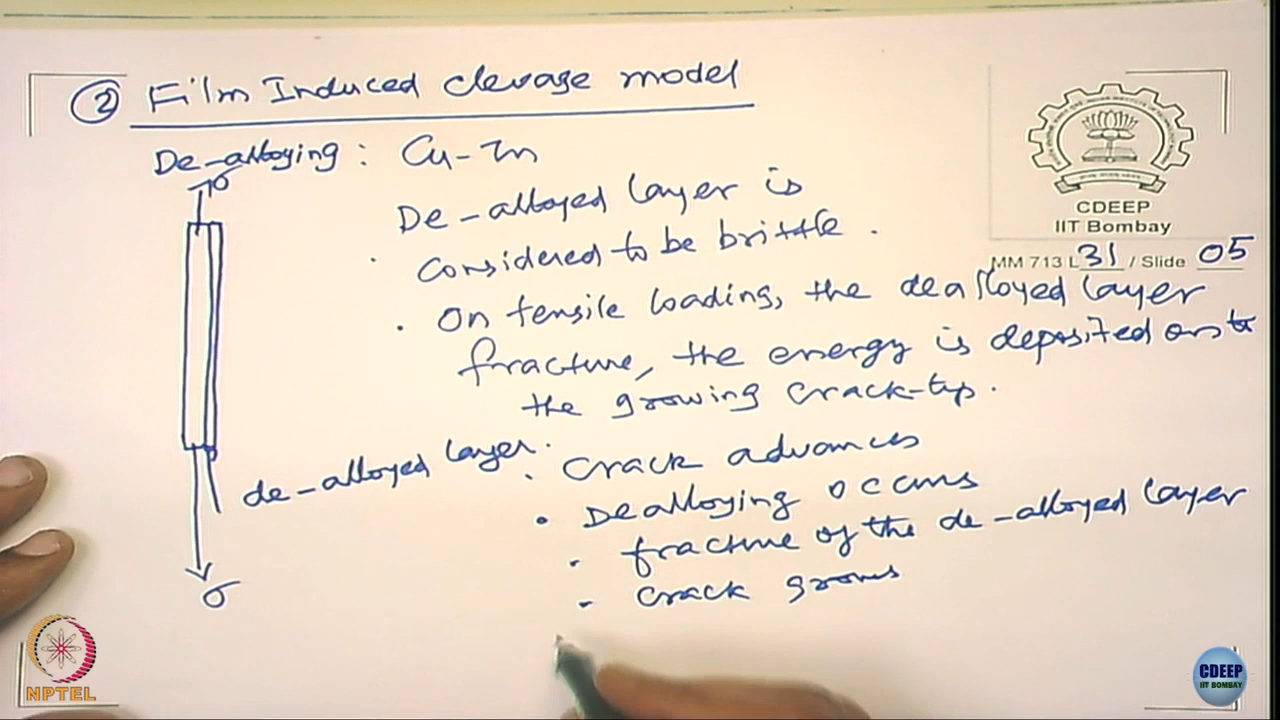 ② Film Induced clevage model
De-alloying : Cu-Zn
σ
De-alloyed layer is
considered to be brittle .
CDEEP
IIT Bombay
MM 713 L 31 / Slide 05
. On tensile loading, the dealloyed layer
fracture, the energy is deposited onto
the growing crack-tip .
de-alloyed layer .
. Crack advances
. Dealloying occurs
. fracture of the de-alloyed layer
- Crack grows
σ
NPTEL
CDEEP
IIT BOMBAY